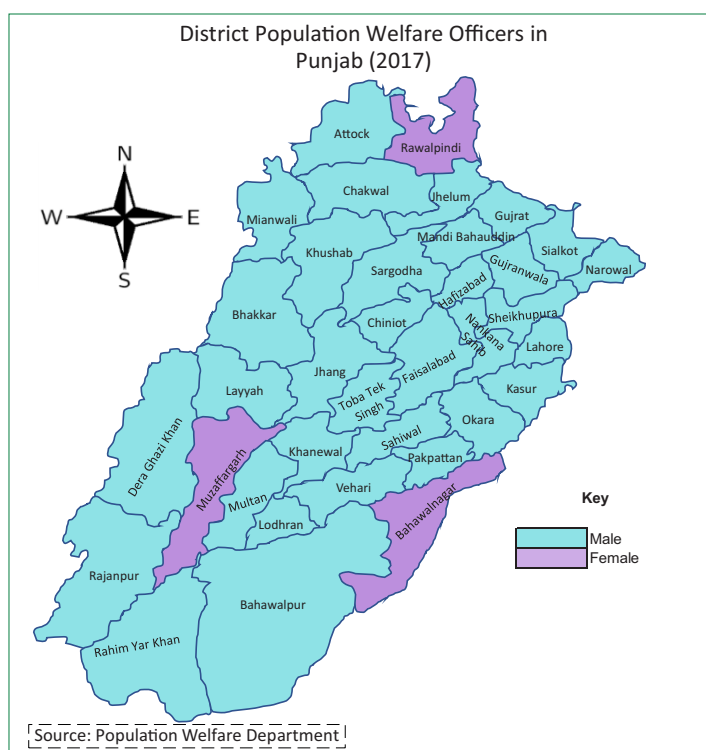 District Population Welfare Officers in
Punjab (2017)
N
W
E
S
Attock
Rawalpindi
Chakwal
Jhelum
Mianwali
Gujrat
Khushab
Mandi Bahauddin
Sialkot
Sargodha
Gujranwala
Narowal
Hafizabad
Bhakkar
Chiniot
Sheikhupura
Nankana
Sahib
Lahore
Jhang
Faisalabad
Layyah
Toba Tek
Singh
Kasur
Okara
Dera Ghazi Khan
Muzaffargarh
Khanewal
Sahiwal
Pakpattan
Multan
Vehari
Bahawalnagar
Lodhran
Rajanpur
Bahawalpur
Rahim Yar Khan
Key
Male
Female
Source: Population Welfare Department